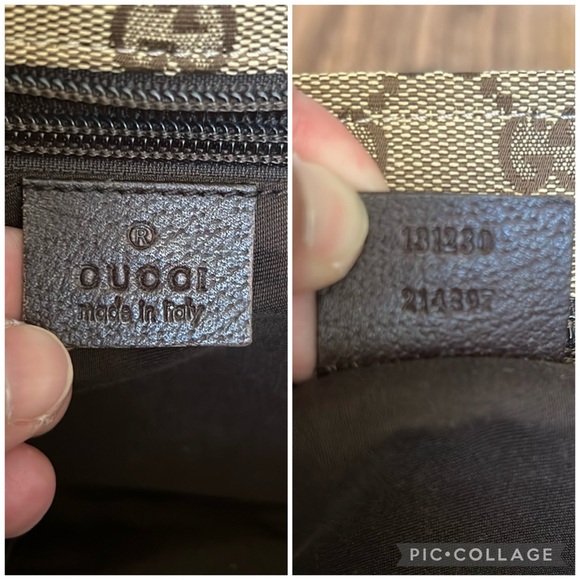 ®
GUCCI
made in italy
131230
214397
PIC•COLLAGE